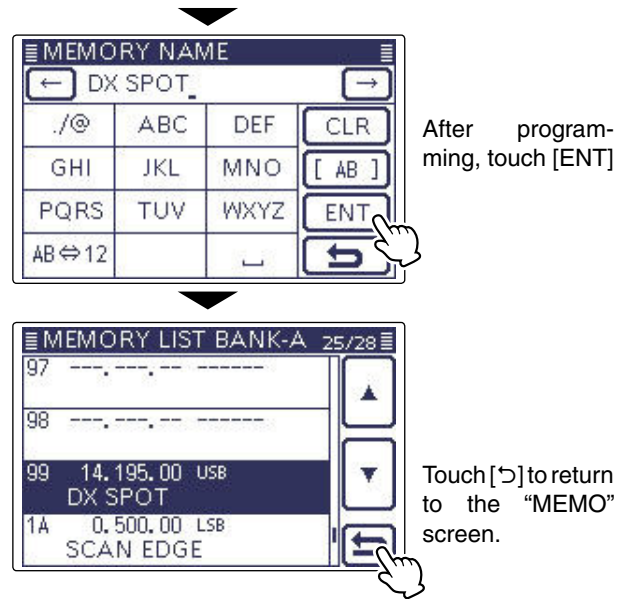 MEMORY NAME
← DX SPOT_ →
./@ ABC DEF CLR
GHI JKL MNO [ AB ]
PQRS TUV WXYZ ENT
AB⇔12 ⎵ ⮌
After program-
ming, touch [ENT]
MEMORY LIST BANK-A 25/28
97 ---.---.-- ------
▲
98 ---.---.-- ------
99 14.195.00 USB
▼
DX SPOT
1A 0.500.00 LSB
SCAN EDGE
⮌
Touch [⮌] to return
to the “MEMO”
screen.